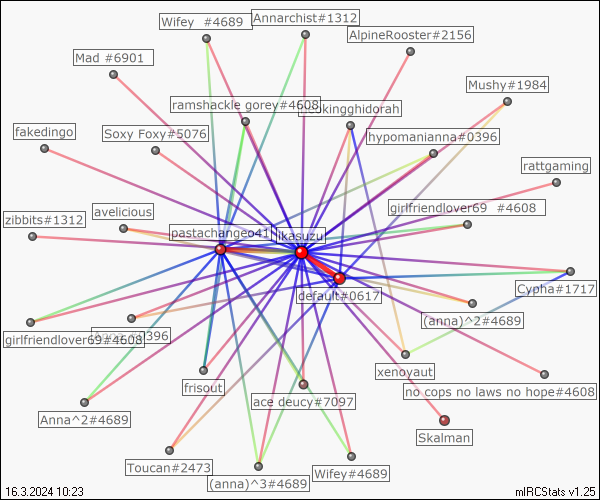 Wifey  #4689
Annarchist#1312
AlpineRooster#2156
Mad #6901
Mushy#1984
ramshackle gorey#4608
hypomanianna#0396
fakedingo
Soxy Foxy#5076
rattgaming
girlfriendlover69  #4608
zibbits#1312
avelicious
pastachangeo41
ikasuzu
default#0617
Cypha#1717
(anna)^2#4689
girlfriendlover69#4608
xenoyaut
frisout
no cops no laws no hope#4608
ace deucy#7097
Anna^2#4689
Skalman
Toucan#2473
(anna)^3#4689
Wifey#4689
16.3.2024 10:23
mIRCStats v1.25